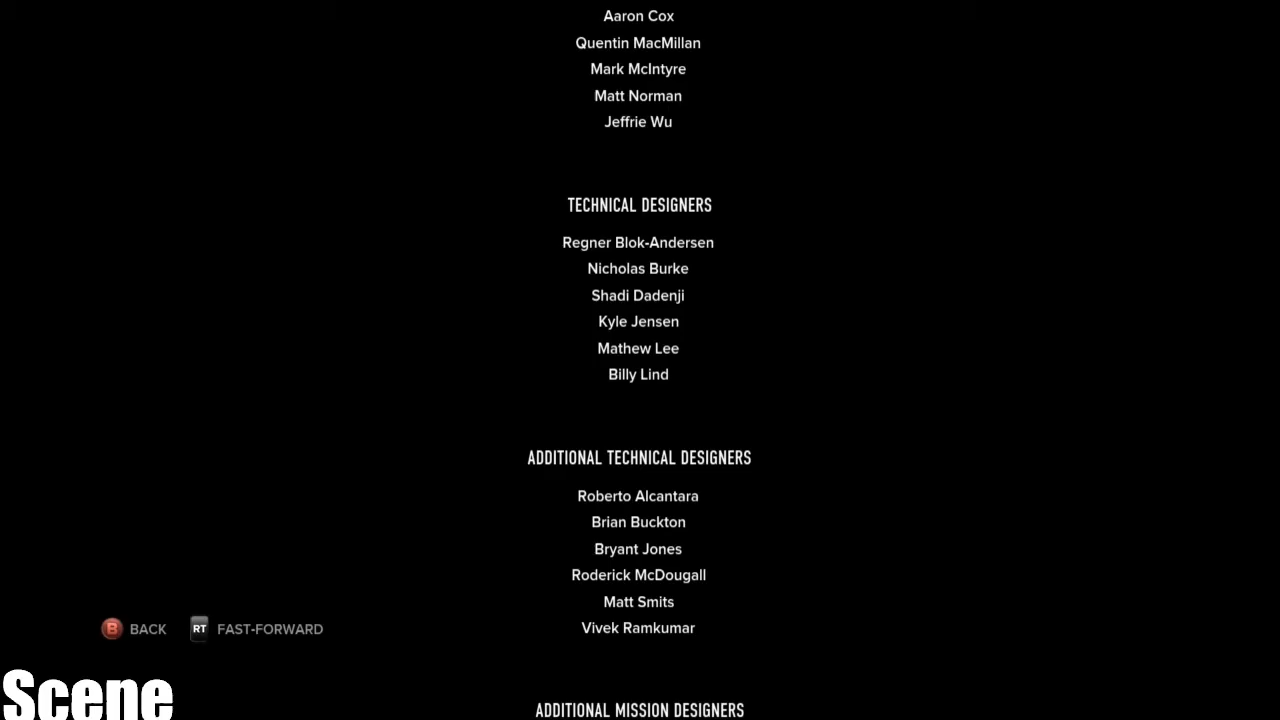 Aaron Cox
Quentin MacMillan
Mark McIntyre
Matt Norman
Jeffrie Wu
TECHNICAL DESIGNERS
Regner Blok-Andersen
Nicholas Burke
Shadi Dadenji
Kyle Jensen
Mathew Lee
Billy Lind
ADDITIONAL TECHNICAL DESIGNERS
Roberto Alcantara
Brian Buckton
Bryant Jones
Roderick McDougall
Matt Smits
Vivek Ramkumar
B BACK RT FAST-FORWARD
Scene
ADDITIONAL MISSION DESIGNERS